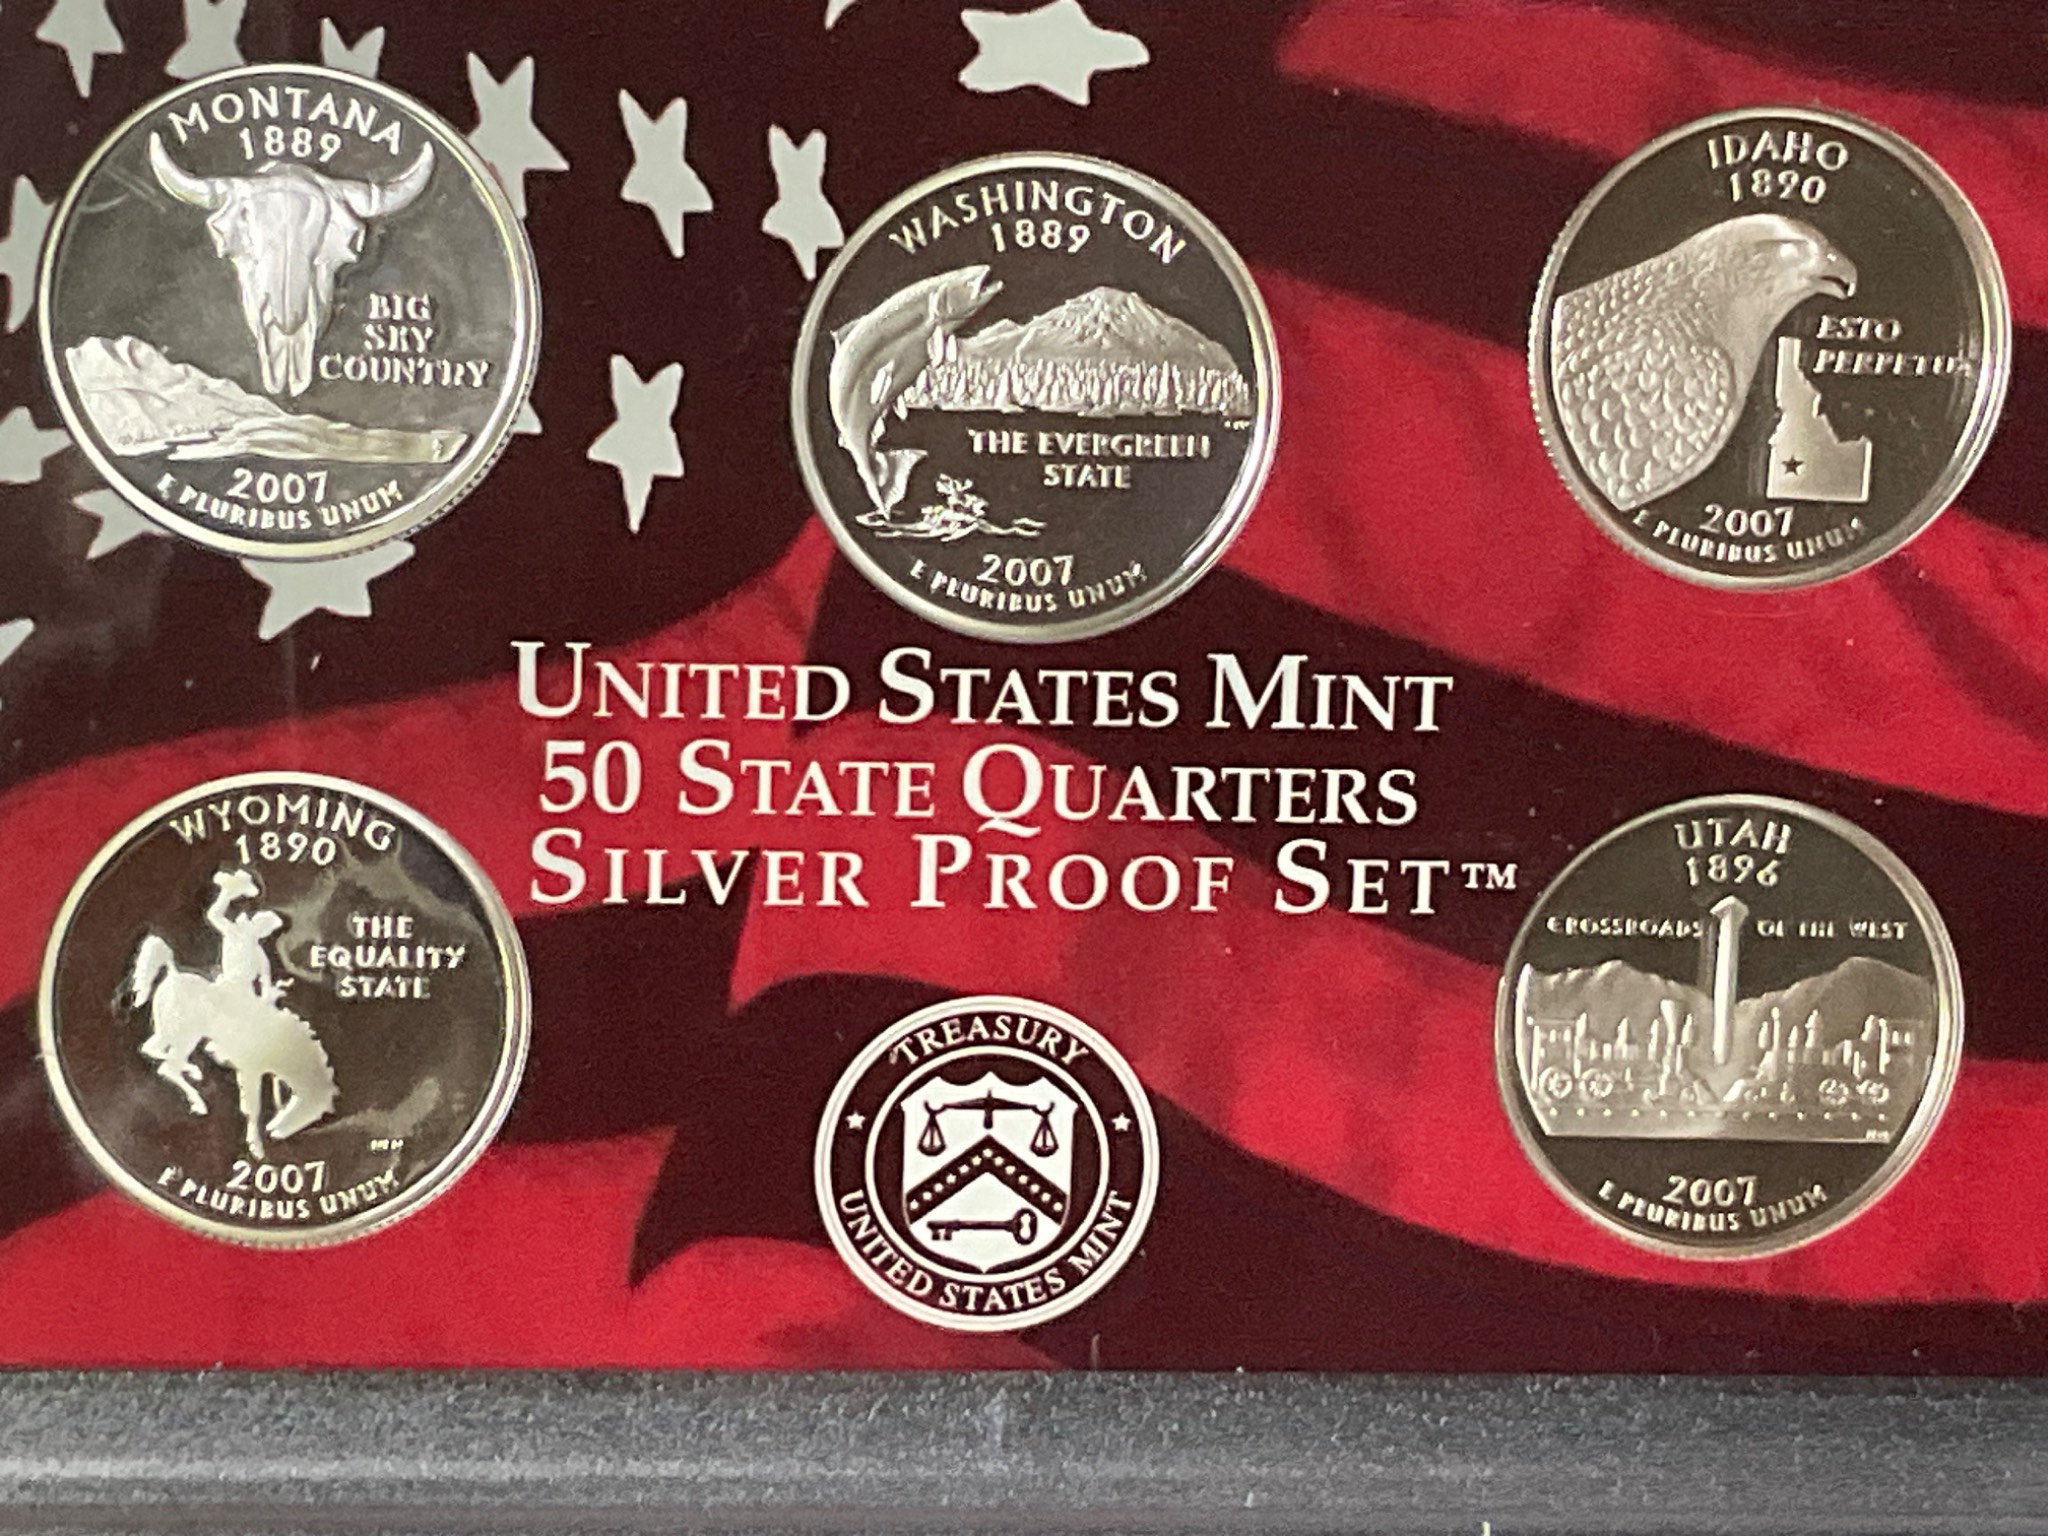 MONTANA
1889
BIG
SKY
COUNTRY
2007
E PLURIBUS UNUM
WASHINGTON
1889
THE EVERGREEN
STATE
2007
E PLURIBUS UNUM
IDAHO
1890
ESTO
PERPETUA
2007
E PLURIBUS UNUM
UNITED STATES MINT
50 STATE QUARTERS
SILVER PROOF SET™
WYOMING
1890
THE
EQUALITY
STATE
2007
E PLURIBUS UNUM
TREASURY
UNITED STATES MINT
UTAH
1896
CROSSROADS OF THE WEST
2007
E PLURIBUS UNUM